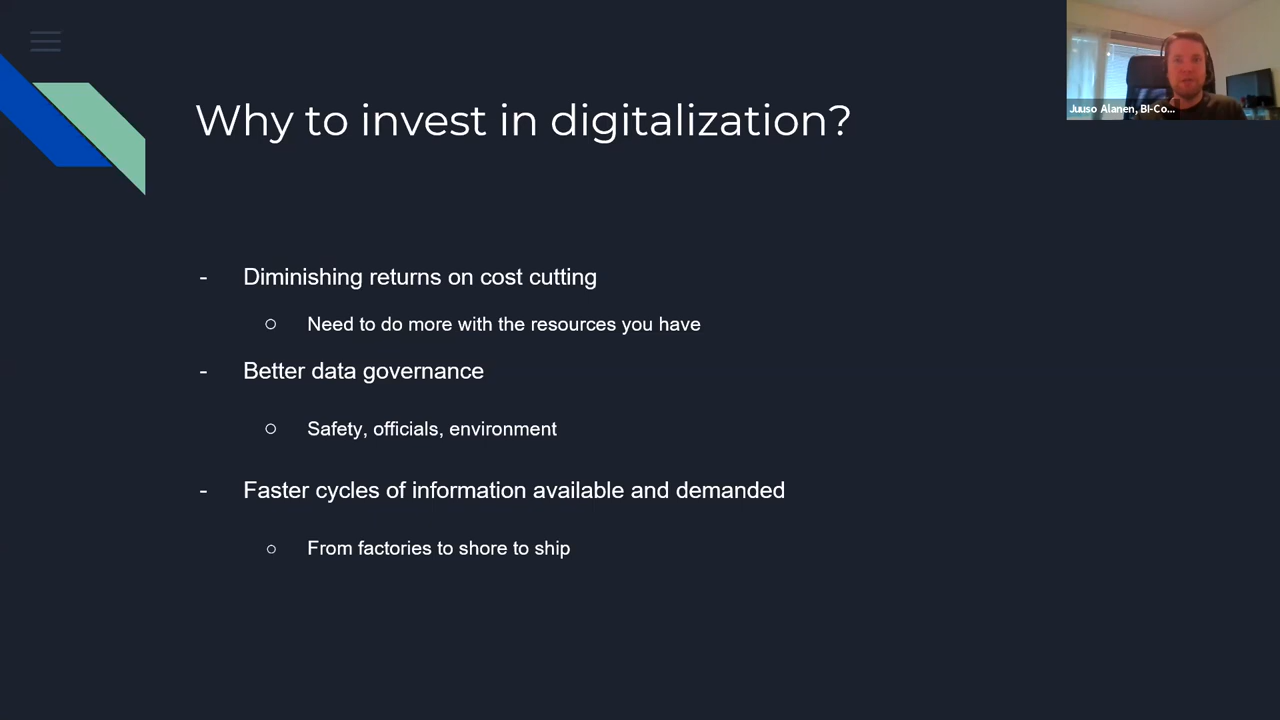 Why to invest in digitalization?
Juuso Alanen, BI-Co...
- Diminishing returns on cost cutting
○ Need to do more with the resources you have
- Better data governance
○ Safety, officials, environment
- Faster cycles of information available and demanded
○ From factories to shore to ship